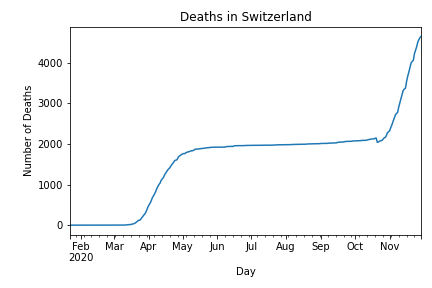 Deaths in Switzerland
Number of Deaths
4000
3000
2000
1000
0
Feb Mar Apr May Jun Jul Aug Sep Oct Nov
2020
Day